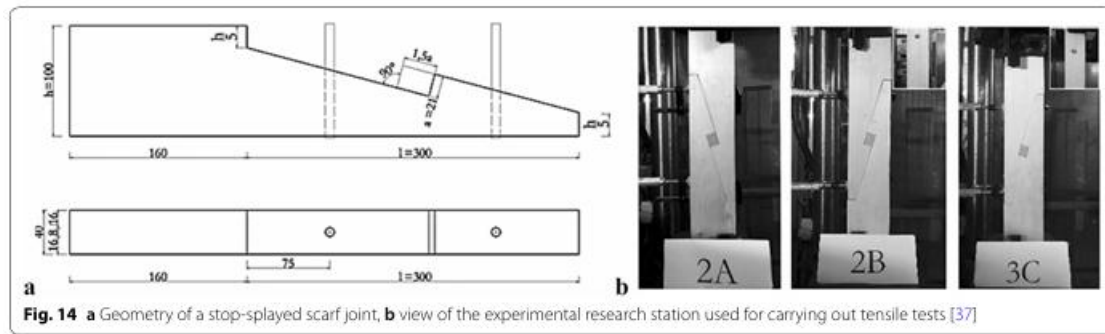 h=100
h
5
90°
1,5a
a =21
h
5
160
l=300
40
16,8,16
75
160
l=300
a
b
2A
2B
3C
Fig. 14 a Geometry of a stop-splayed scarf joint, b view of the experimental research station used for carrying out tensile tests [37]